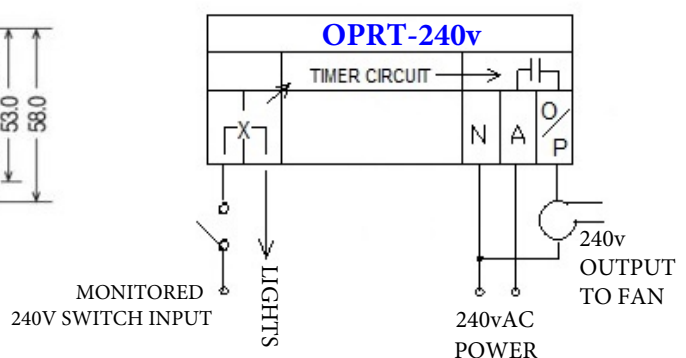 OPRT-240v
TIMER CIRCUIT
53.0
58.0
X
N
A
O/P
LIGHTS
MONITORED
240V SWITCH INPUT
240vAC
POWER
240v
OUTPUT
TO FAN